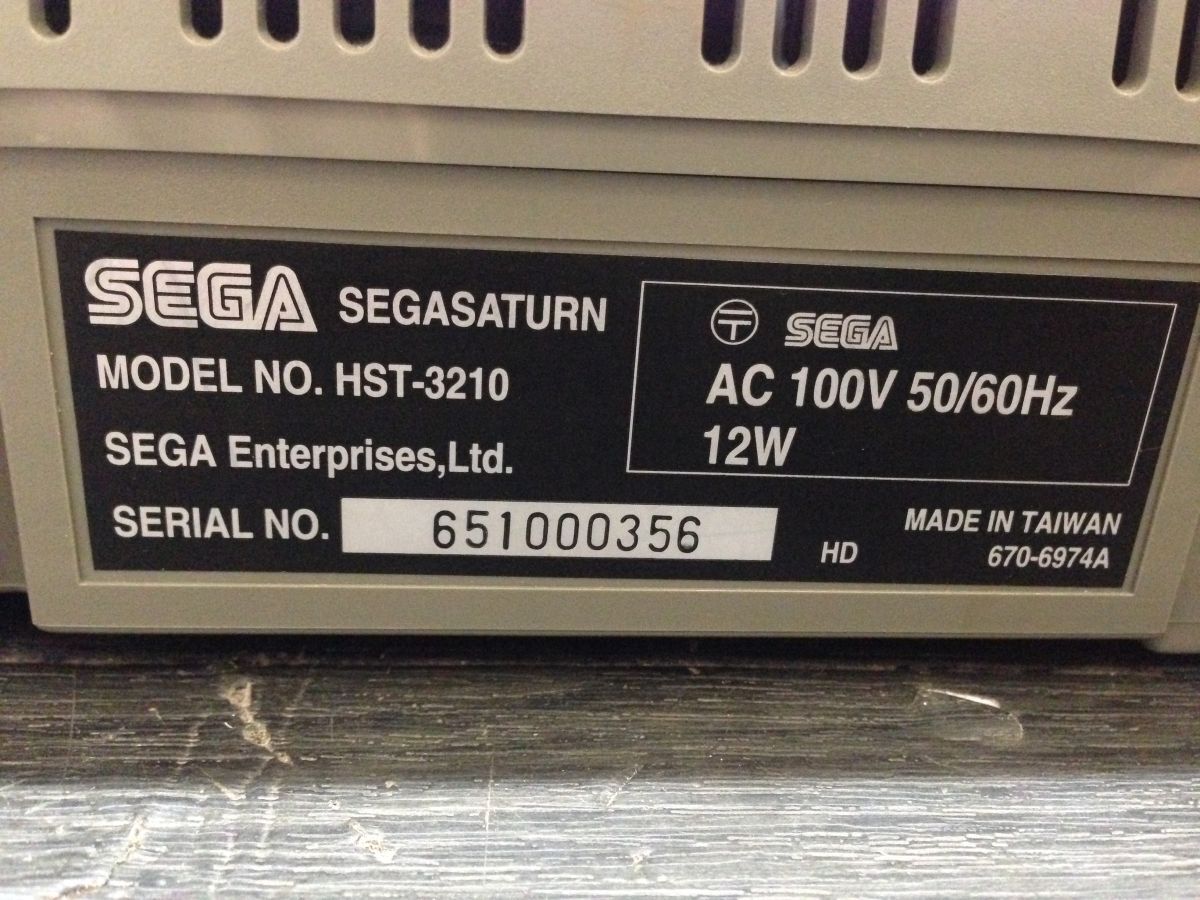 SEGA SEGASATURN
MODEL NO. HST-3210
SEGA Enterprises,Ltd.
SERIAL NO. 651000356
HD
SEGA
AC 100V 50/60Hz
12W
MADE IN TAIWAN
670-6974A